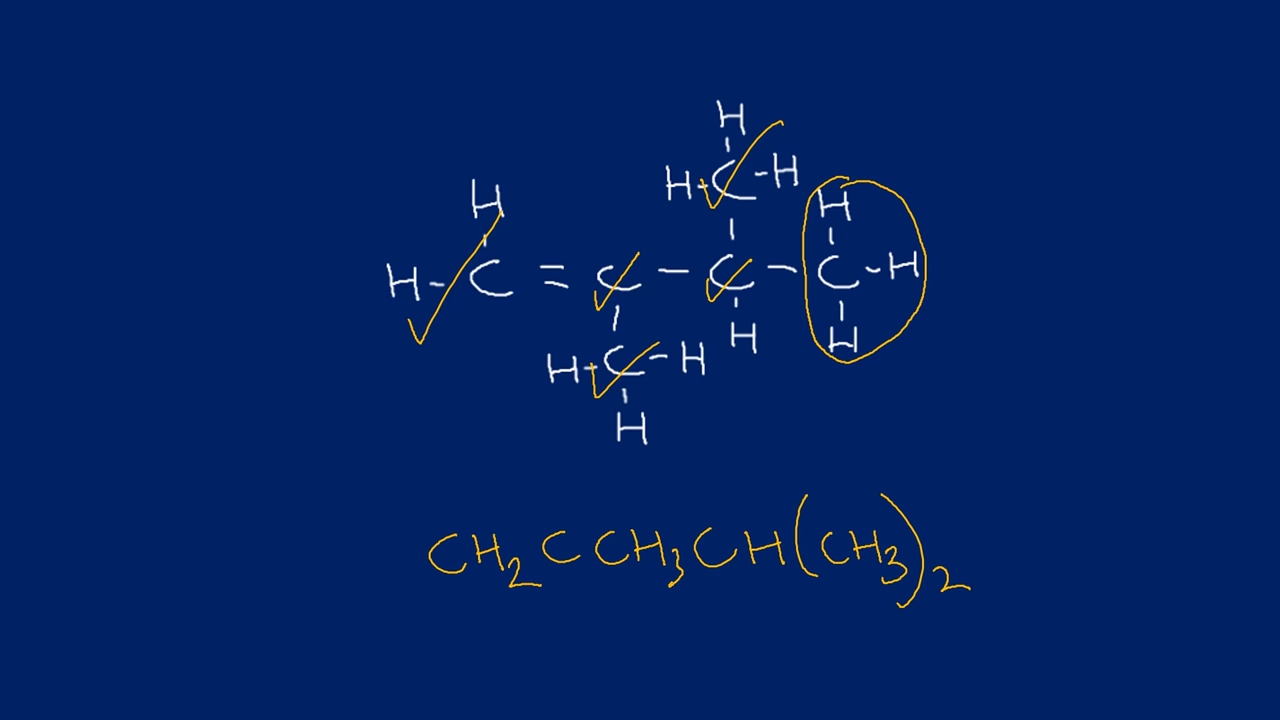 H
H-C-H
H H
H-C=C-C-C-H
H-C-H H H
H
CH₂CCH₃CH(CH₃)₂